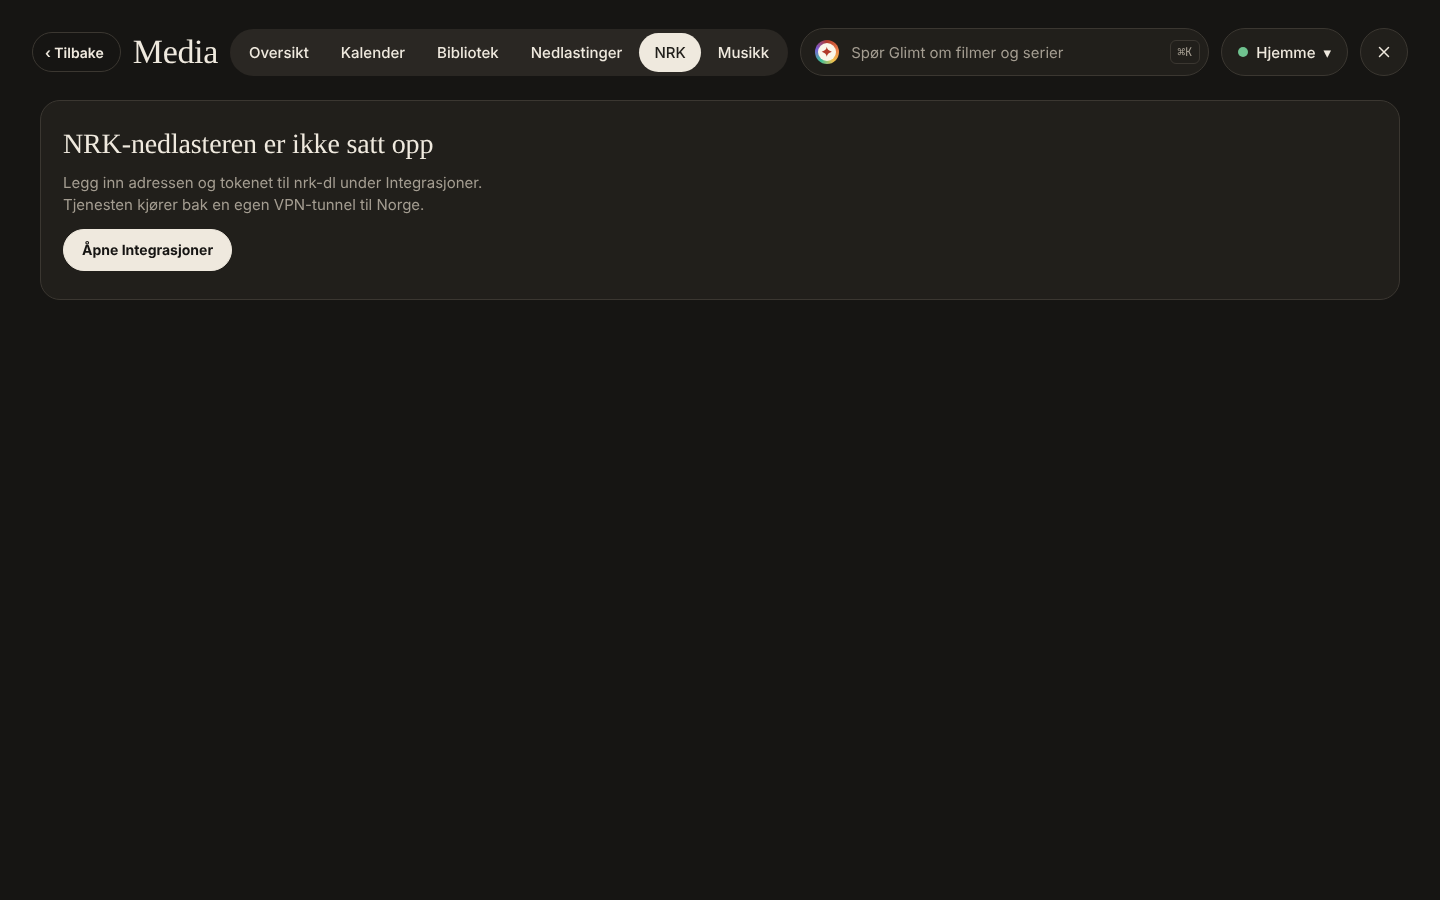 ‹ Tilbake
Media
Oversikt
Kalender
Bibliotek
Nedlastinger
NRK
Musikk
Spør Glimt om filmer og serier
⌘K
Hjemme ▾
×
NRK-nedlasteren er ikke satt opp
Legg inn adressen og tokenet til nrk-dl under Integrasjoner.
Tjenesten kjører bak en egen VPN-tunnel til Norge.
Åpne Integrasjoner